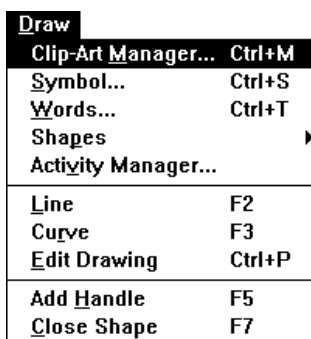 Draw
Clip-Art Manager... Ctrl+M
Symbol... Ctrl+S
Words... Ctrl+T
Shapes
Activity Manager...
Line F2
Curve F3
Edit Drawing Ctrl+P
Add Handle F5
Close Shape F7